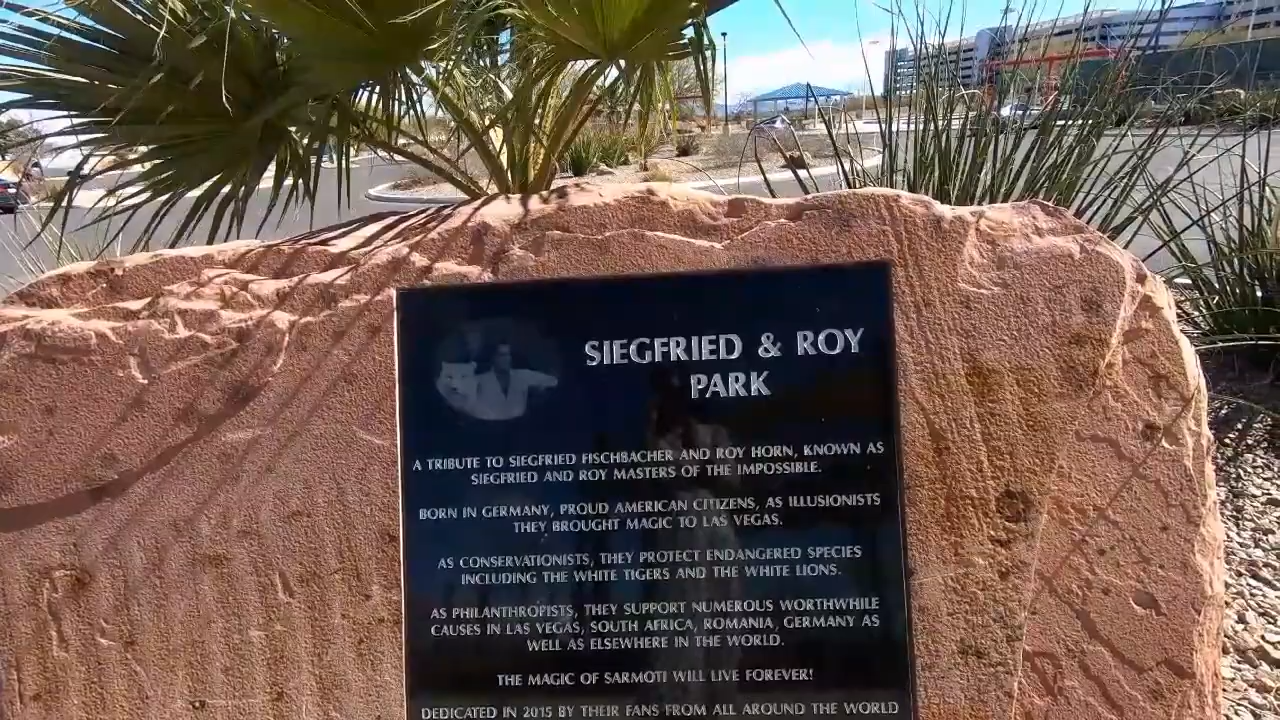 SIEGFRIED & ROY
PARK
A TRIBUTE TO SIEGFRIED FISCHBACHER AND ROY HORN, KNOWN AS
SIEGFRIED AND ROY MASTERS OF THE IMPOSSIBLE.
BORN IN GERMANY, PROUD AMERICAN CITIZENS, AS ILLUSIONISTS
THEY BROUGHT MAGIC TO LAS VEGAS.
AS CONSERVATIONISTS, THEY PROTECT ENDANGERED SPECIES
INCLUDING THE WHITE TIGERS AND THE WHITE LIONS.
AS PHILANTHROPISTS, THEY SUPPORT NUMEROUS WORTHWHILE
CAUSES IN LAS VEGAS, SOUTH AFRICA, ROMANIA, GERMANY AS
WELL AS ELSEWHERE IN THE WORLD.
THE MAGIC OF SARMOTI WILL LIVE FOREVER!
DEDICATED IN 2015 BY THEIR FANS FROM ALL AROUND THE WORLD